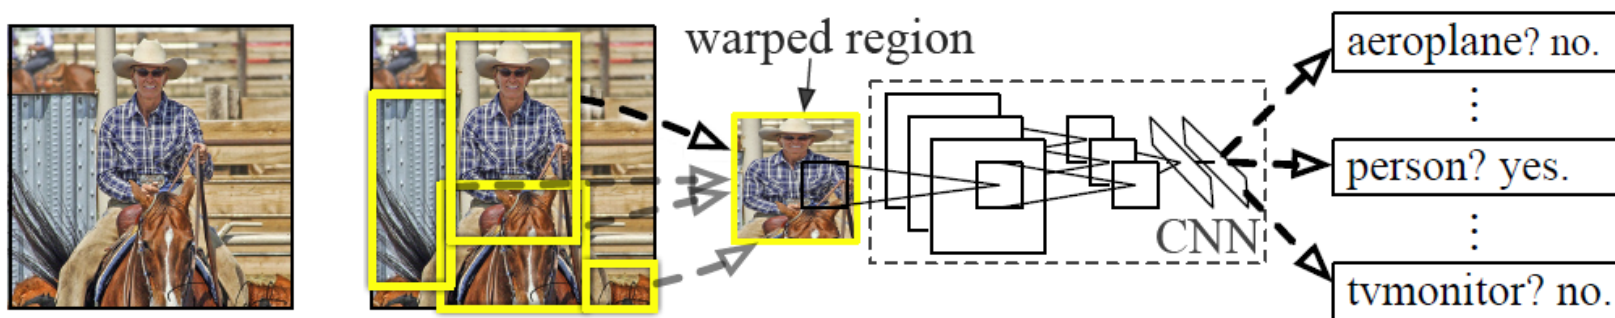 warped region
aeroplane? no.
⋮
person? yes.
CNN
⋮
tvmonitor? no.